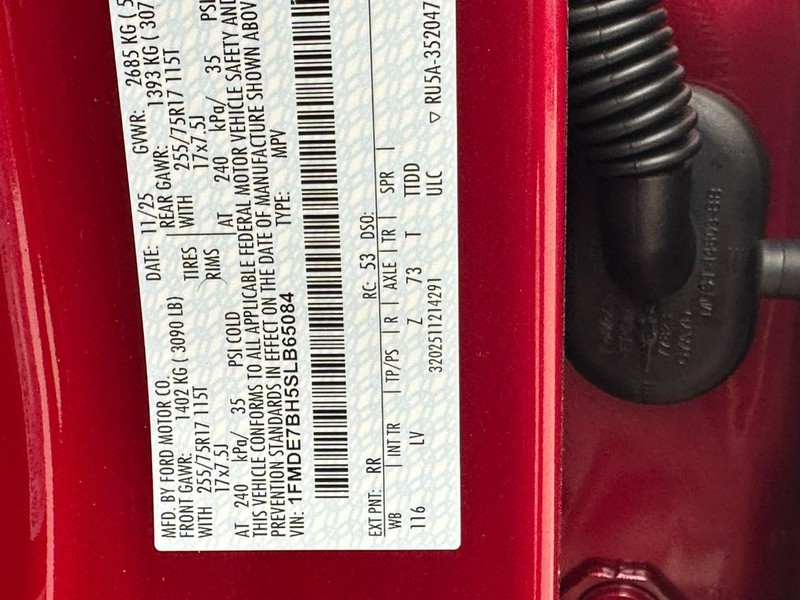 MFD. BY FORD MOTOR CO. DATE: 11/25 GVWR: 2685 KG
FRONT GAWR: 1402 KG ( 3090 LB) REAR GAWR: 1393 KG ( 307
WITH 255/75R17 115T TIRES WITH 255/75R17 115T
17x7.5J RIMS 17x7.5J
AT 240 kPa/ 35 PSI COLD AT 240 kPa/ 35 PSI
THIS VEHICLE CONFORMS TO ALL APPLICABLE FEDERAL MOTOR VEHICLE SAFETY AND
PREVENTION STANDARDS IN EFFECT ON THE DATE OF MANUFACTURE SHOWN ABOV
VIN: 1FMDE7BH5SLB65084 TYPE: MPV
EXT PNT: RR RC: 53 DSO:
WB INT TR TP/PS R AXLE TR SPR
116 LV Z 73 T TTDD
ULC
3202511214291
▽ RU5A-352047